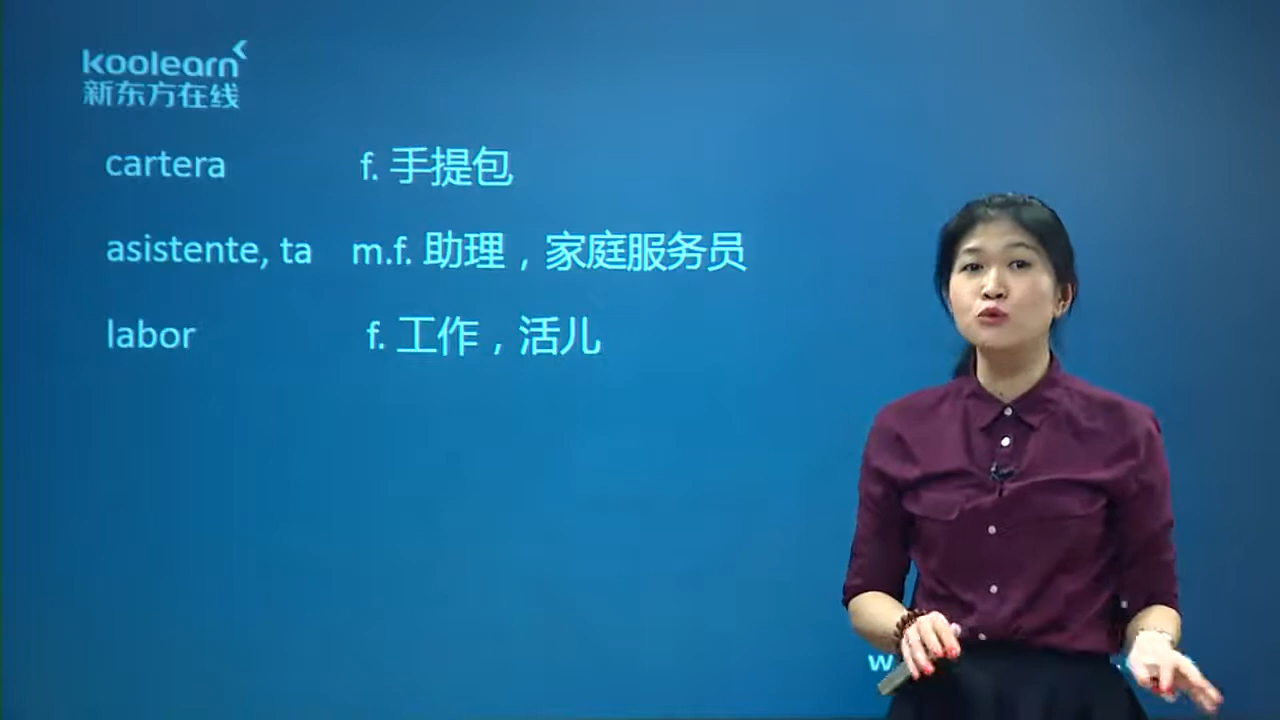 koolearn
新东方在线
cartera f. 手提包
asistente, ta m.f. 助理，家庭服务员
labor f. 工作，活儿
w